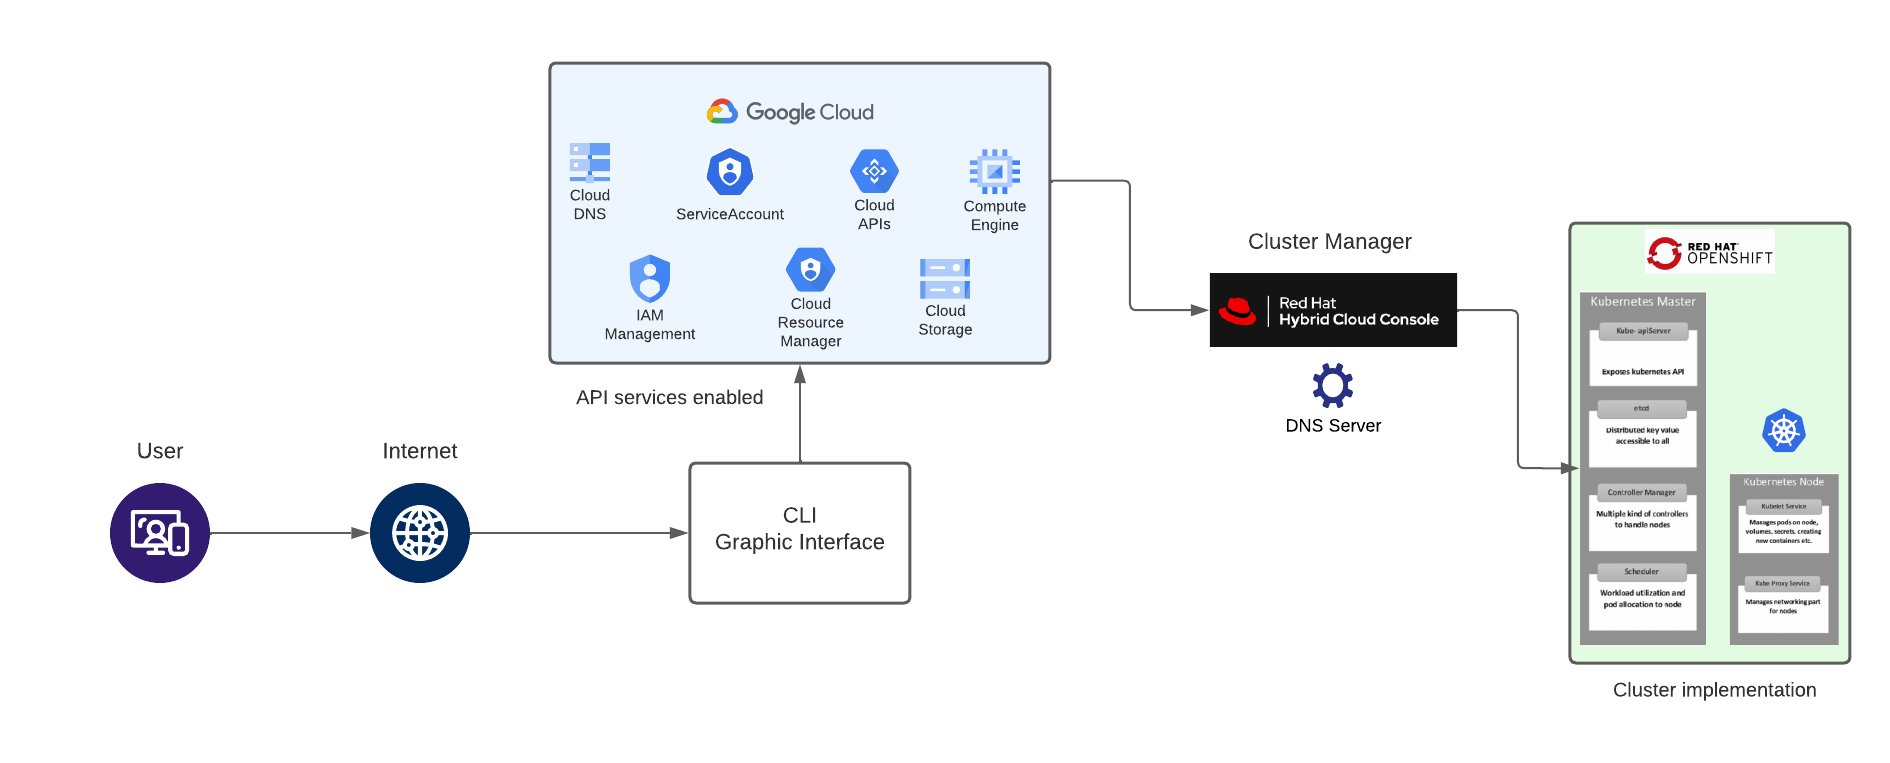 Google Cloud
Cloud
DNS
ServiceAccount
Cloud
APIs
Compute
Engine
IAM
Management
Cloud
Resource
Manager
Cloud
Storage
API services enabled
User
Internet
CLI
Graphic Interface
Cluster Manager
Red Hat
Hybrid Cloud Console
DNS Server
RED HAT
OPENSHIFT
Kubernetes Master
Kube- apiServer
Exposes kubernetes API
etcd
Distributed key value
accessible to all
Controller Manager
Multiple kind of controllers
to handle nodes
Scheduler
Workload utilization and
pod allocation to node
Kubernetes Node
Kubelet Service
Manages pods on node,
volumes, secrets, creating
new containers etc.
Kube Proxy Service
Manages networking part
for nodes
Cluster implementation